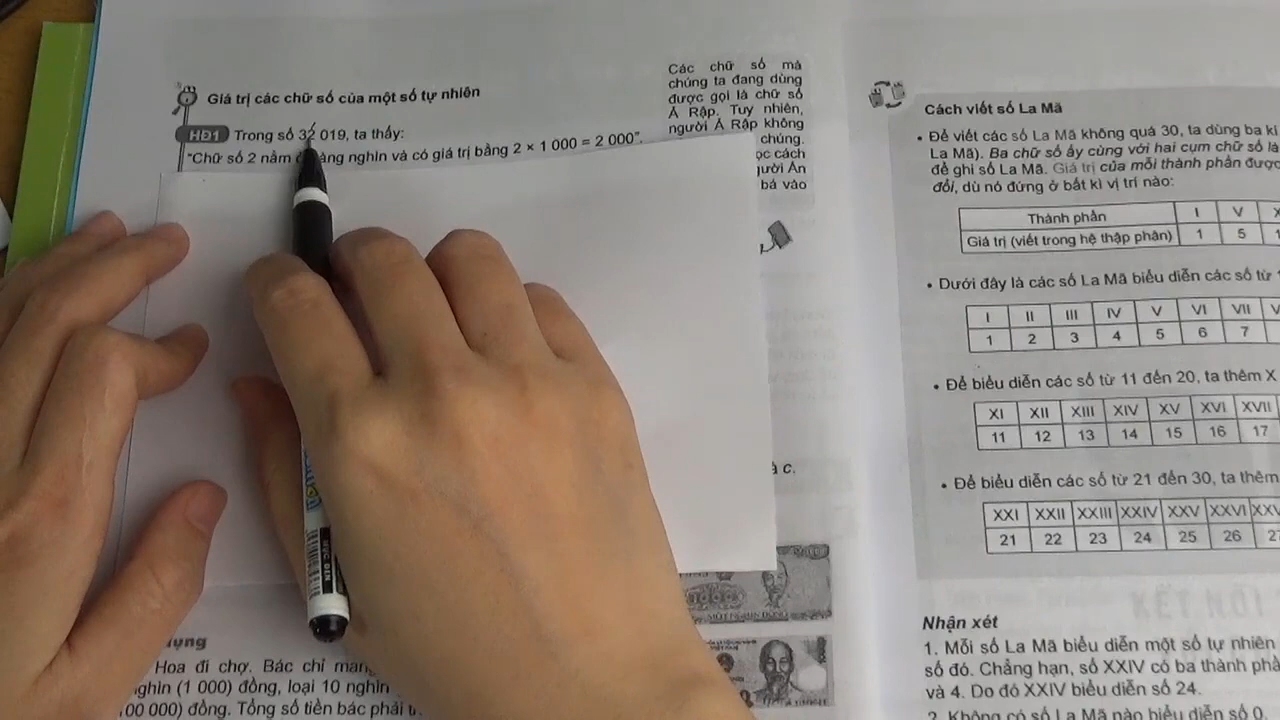 Giá trị các chữ số của một số tự nhiên
HĐ1 Trong số 32 019, ta thấy:
"Chữ số 2 nằm ở hàng nghìn và có giá trị bằng 2 × 1 000 = 2 000".
Các chữ số mà
chúng ta đang dùng
được gọi là chữ số
Ả Rập. Tuy nhiên,
người Ả Rập không
chúng.
cách
Ấn
bá vào
c.
Hoa đi chợ. Bác chỉ mang
(1 000) đồng, loại 10 nghìn
đồng. Tổng số tiền bác phải
Cách viết số La Mã
• Để viết các số La Mã không quá 30, ta dùng ba kí
La Mã). Ba chữ số ấy cùng với hai cụm chữ số là
để ghi số La Mã. Giá trị của mỗi thành phần được
đổi, dù nó đứng ở bất kì vị trí nào:
Thành phần I V X
Giá trị (viết trong hệ thập phân) 1 5
• Dưới đây là các số La Mã biểu diễn các số từ 1
I II III IV V VI VII
1 2 3 4 5 6 7
• Để biểu diễn các số từ 11 đến 20, ta thêm X
XI XII XIII XIV XV XVI XVII
11 12 13 14 15 16 17
• Để biểu diễn các số từ 21 đến 30, ta thêm
XXI XXII XXIII XXIV XXV XXVI
21 22 23 24 25 26
KẾT NỐI
Nhận xét
1. Mỗi số La Mã biểu diễn một số tự nhiên
số đó. Chẳng hạn, số XXIV có ba thành phần
và 4. Do đó XXIV biểu diễn số 24.
2. Không có số La Mã nào biểu diễn số 0.